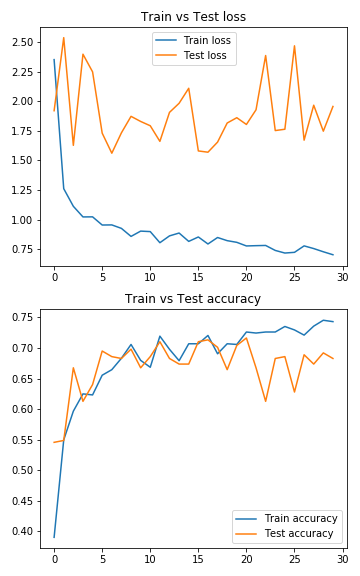 Train vs Test loss
2.50
2.25
2.00
1.75
1.50
1.25
1.00
0.75
Train loss
Test loss
0 5 10 15 20 25 30
Train vs Test accuracy
0.75
0.70
0.65
0.60
0.55
0.50
0.45
0.40
Train accuracy
Test accuracy
0 5 10 15 20 25 30